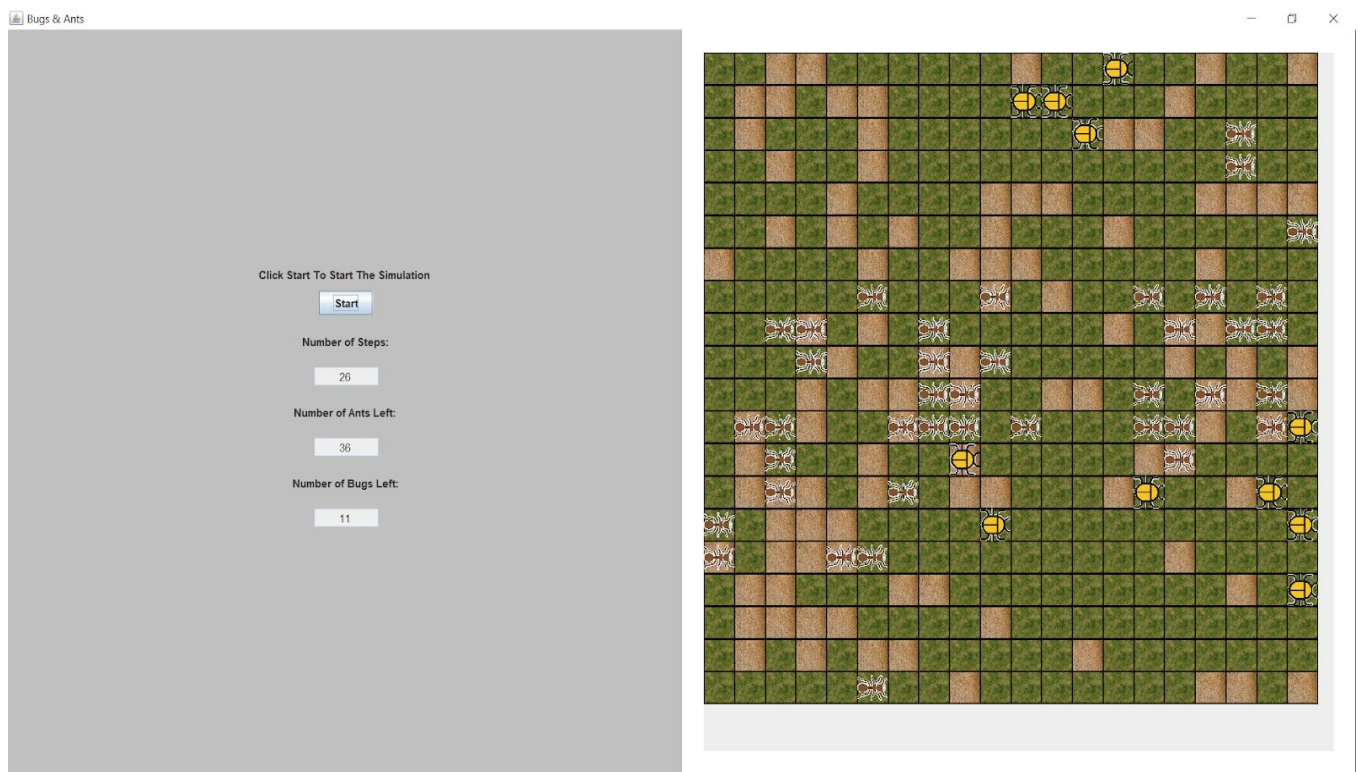 Bugs & Ants
Click Start To Start The Simulation
Start
Number of Steps:
26
Number of Ants Left:
36
Number of Bugs Left:
11